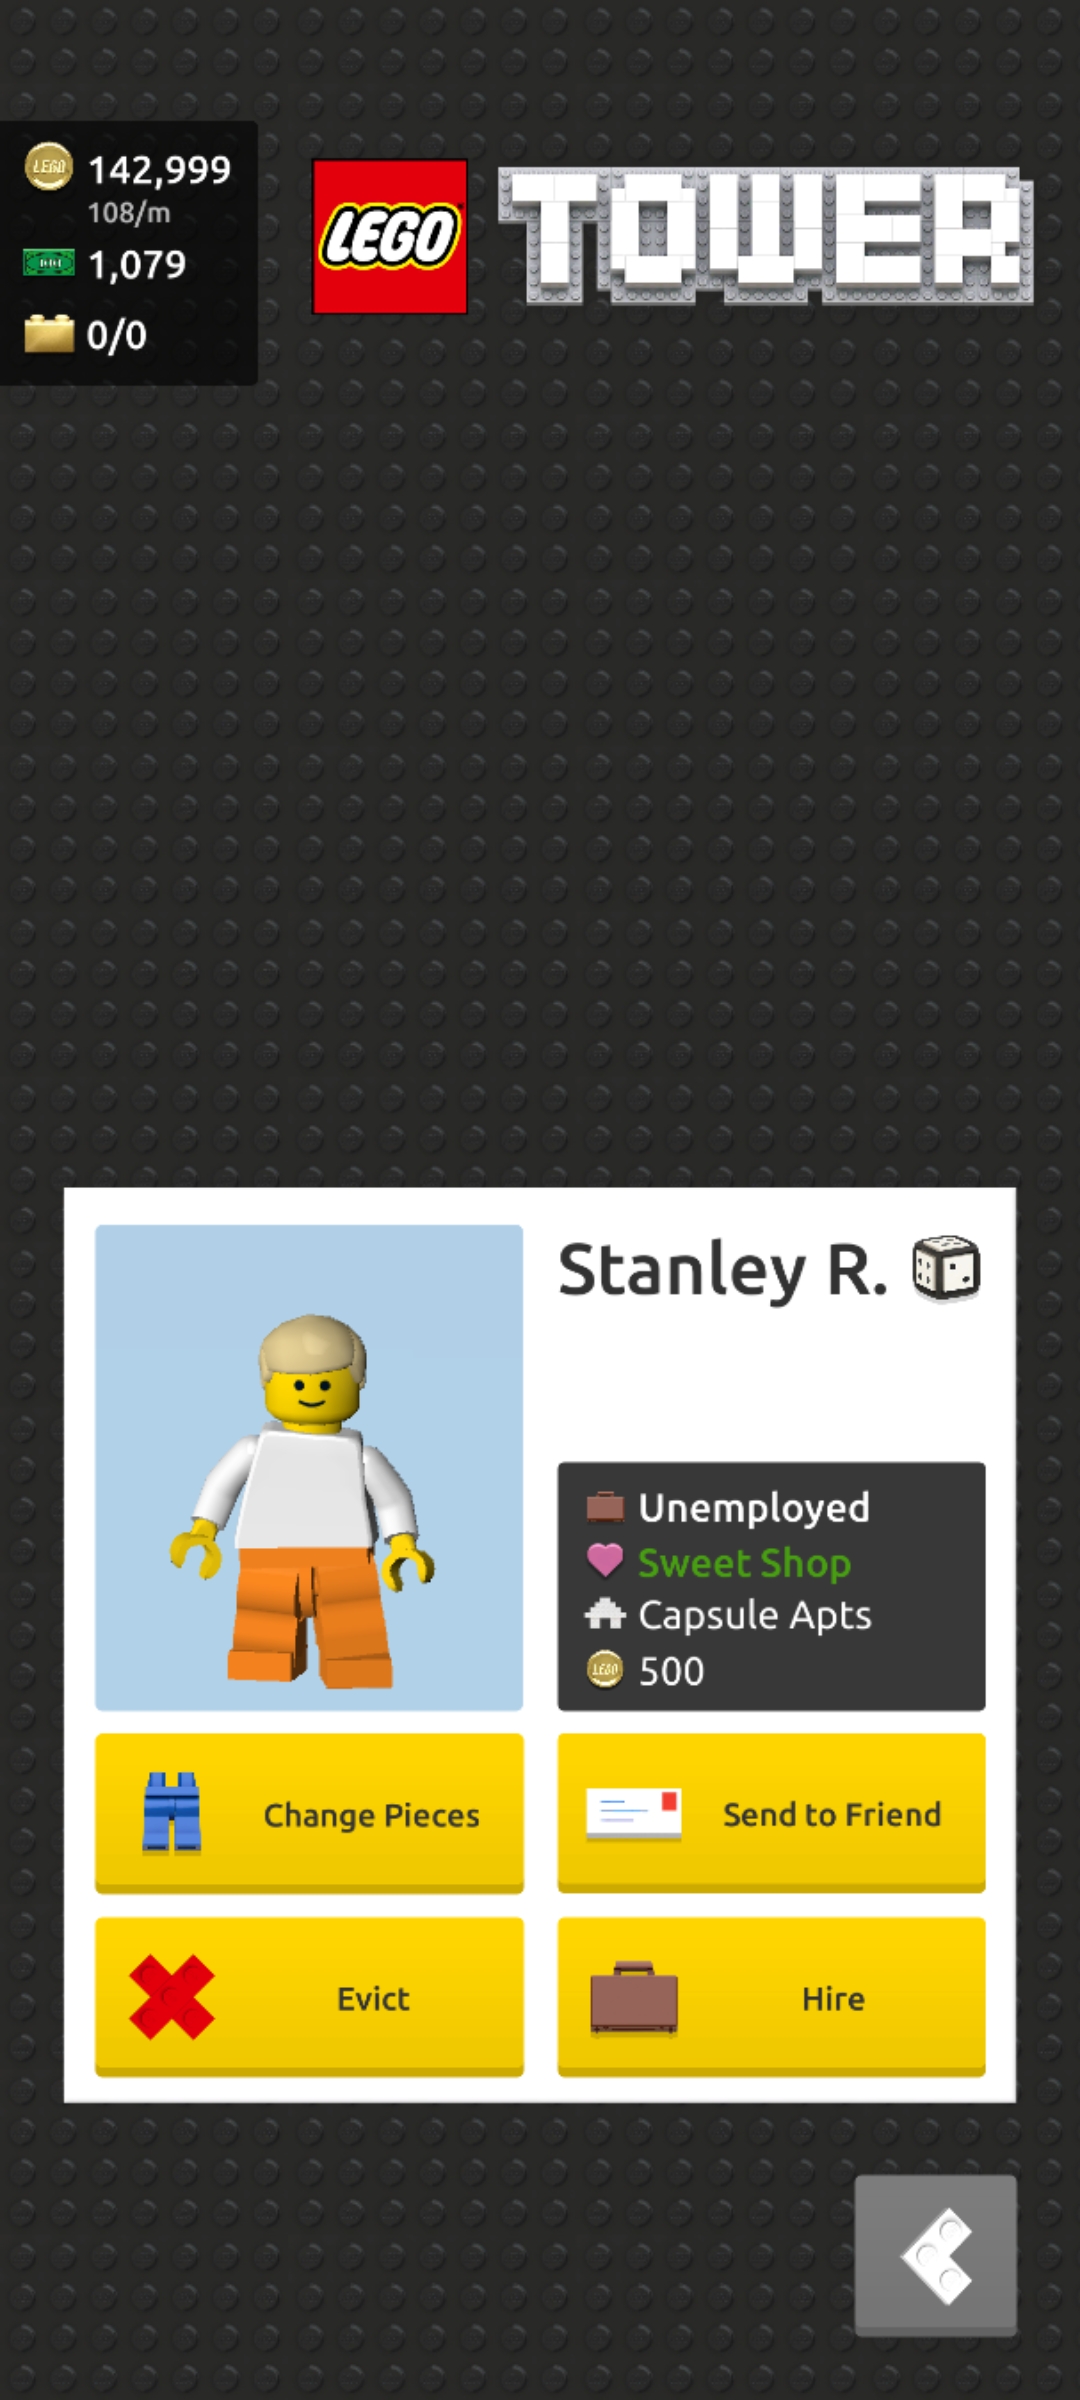 142,999
108/m
1,079
0/0
LEGO
TOWER
Stanley R.
Unemployed
Sweet Shop
Capsule Apts
500
Change Pieces
Send to Friend
Evict
Hire